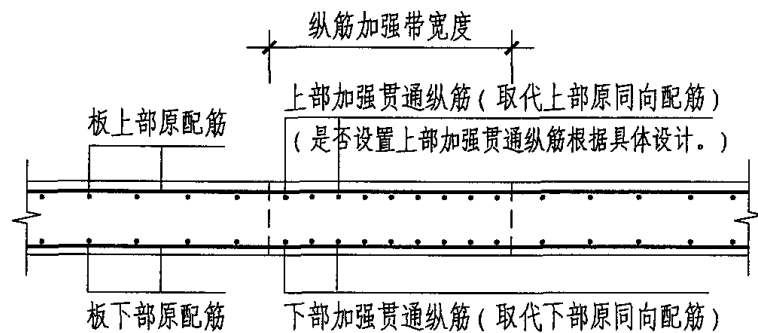 纵筋加强带宽度
上部加强贯通纵筋(取代上部原同向配筋)
板上部原配筋
(是否设置上部加强贯通纵筋根据具体设计。)
板下部原配筋
下部加强贯通纵筋(取代下部原同向配筋)